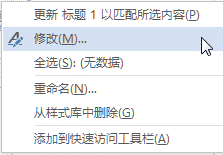 更新 标题 1 以匹配所选内容(P)
修改(M)...
全选(S): (无数据)
重命名(N)...
从样式库中删除(G)
添加到快速访问工具栏(A)